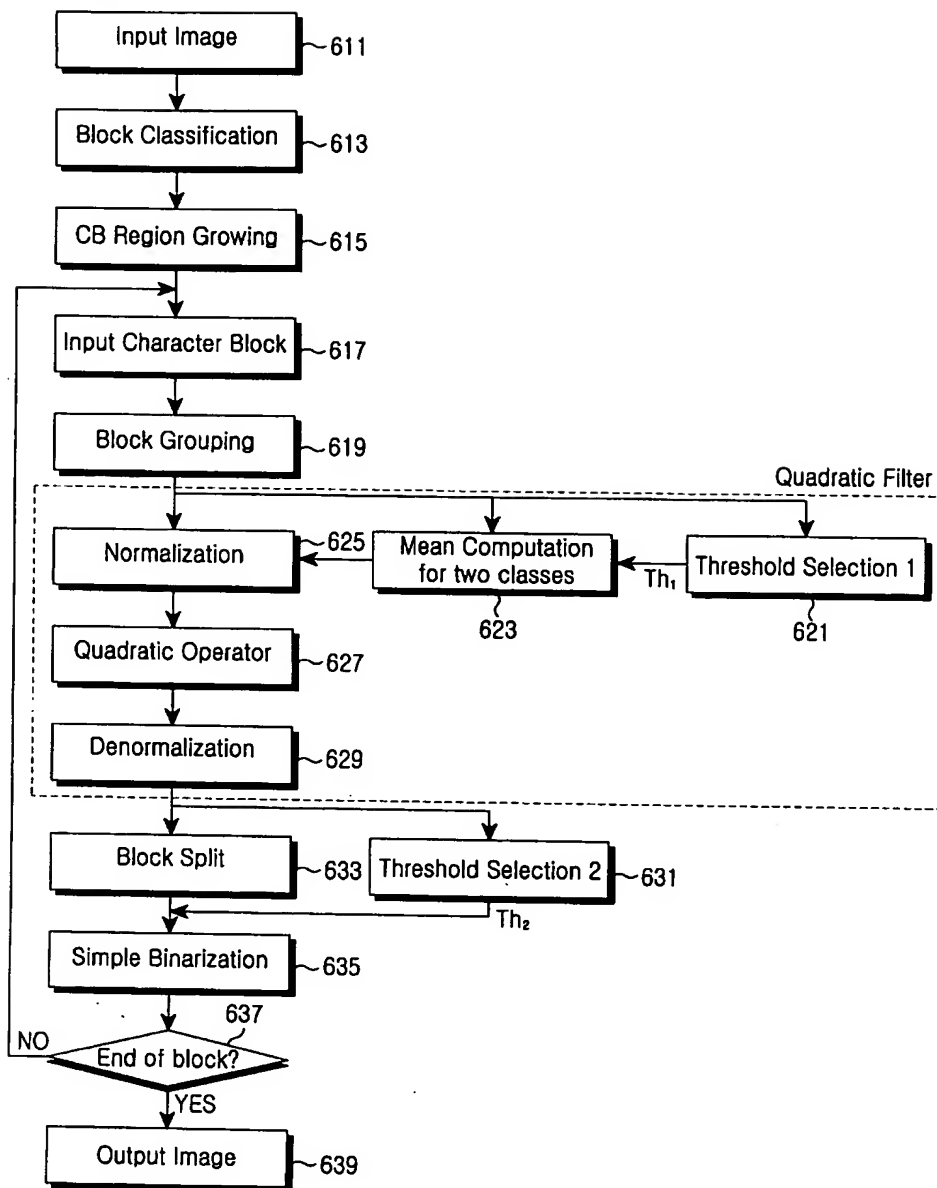 Input Image
611
Block Classification
613
CB Region Growing
615
Input Character Block
617
Block Grouping
619
Quadratic Filter
Normalization
625
Mean Computation
for two classes
623
Th₁
Threshold Selection 1
621
Quadratic Operator
627
Denormalization
629
Block Split
633
Threshold Selection 2
631
Th₂
Simple Binarization
635
637
NO
End of block?
YES
Output Image
639